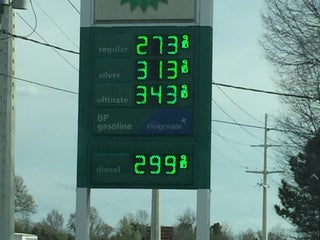 regular 273 9/10
silver 313 9/10
ultimate 343 9/10
BP
gasoline invigorate
diesel 299 9/10